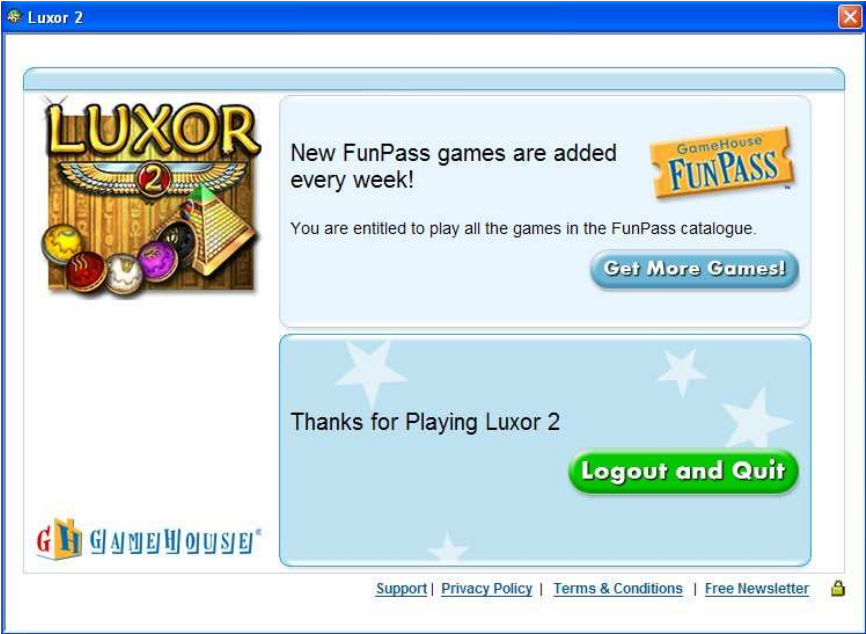 Luxor 2
LUXOR
2
New FunPass games are added
every week!
GameHouse
FUNPASS™
You are entitled to play all the games in the FunPass catalogue.
Get More Games!
Thanks for Playing Luxor 2
Logout and Quit
GH GAMEHOUSE®
Support | Privacy Policy | Terms & Conditions | Free Newsletter